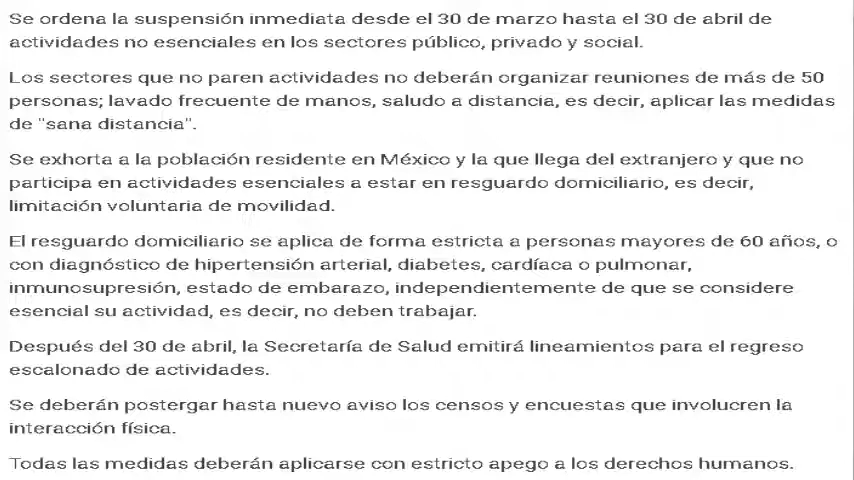 Se ordena la suspensión inmediata desde el 30 de marzo hasta el 30 de abril de
actividades no esenciales en los sectores público, privado y social.
Los sectores que no paren actividades no deberán organizar reuniones de más de 50
personas; lavado frecuente de manos, saludo a distancia, es decir, aplicar las medidas
de "sana distancia".
Se exhorta a la población residente en México y la que llega del extranjero y que no
participa en actividades esenciales a estar en resguardo domiciliario, es decir,
limitación voluntaria de movilidad.
El resguardo domiciliario se aplica de forma estricta a personas mayores de 60 años, o
con diagnóstico de hipertensión arterial, diabetes, cardíaca o pulmonar,
inmunosupresión, estado de embarazo, independientemente de que se considere
esencial su actividad, es decir, no deben trabajar.
Después del 30 de abril, la Secretaría de Salud emitirá lineamientos para el regreso
escalonado de actividades.
Se deberán postergar hasta nuevo aviso los censos y encuestas que involucren la
interacción física.
Todas las medidas deberán aplicarse con estricto apego a los derechos humanos.